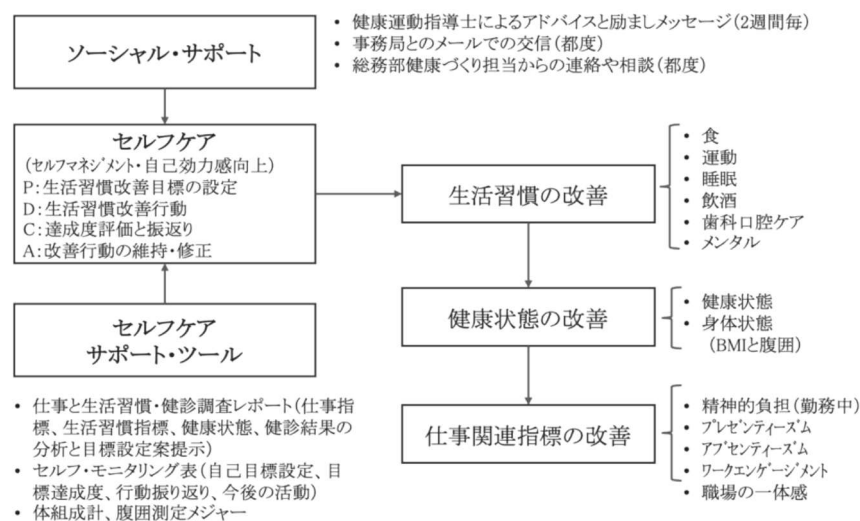 ソーシャル・サポート
• 健康運動指導士によるアドバイスと励ましメッセージ(2週間毎)
• 事務局とのメールでの交信(都度)
• 総務部健康づくり担当からの連絡や相談(都度)
セルフケア
(セルフマネジメント・自己効力感向上)
P:生活習慣改善目標の設定
D:生活習慣改善行動
C:達成度評価と振返り
A:改善行動の維持・修正
生活習慣の改善
• 食
• 運動
• 睡眠
• 飲酒
• 歯科口腔ケア
• メンタル
セルフケア
サポート・ツール
• 仕事と生活習慣・健診調査レポート(仕事指
標、生活習慣指標、健康状態、健診結果の
分析と目標設定案提示)
• セルフ・モニタリング表(自己目標設定、目
標達成度、行動振り返り、今後の活動)
• 体組成計、腹囲測定メジャー
健康状態の改善
• 健康状態
• 身体状態
(BMIと腹囲)
仕事関連指標の改善
• 精神的負担(勤務中)
• プレゼンティーズム
• アブセンティーズム
• ワークエンゲージメント
• 職場の一体感